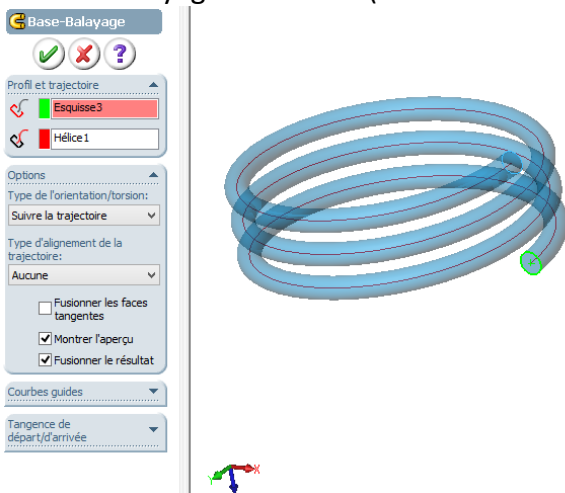 Base-Balayage
?
Profil et trajectoire
Esquisse3
Hélice1
Options
Type de l'orientation/torsion:
Suivre la trajectoire
Type d'alignement de la
trajectoire:
Aucune
Fusionner les faces
tangentes
Montrer l'aperçu
Fusionner le résultat
Courbes guides
Tangence de
départ/d'arrivée
X